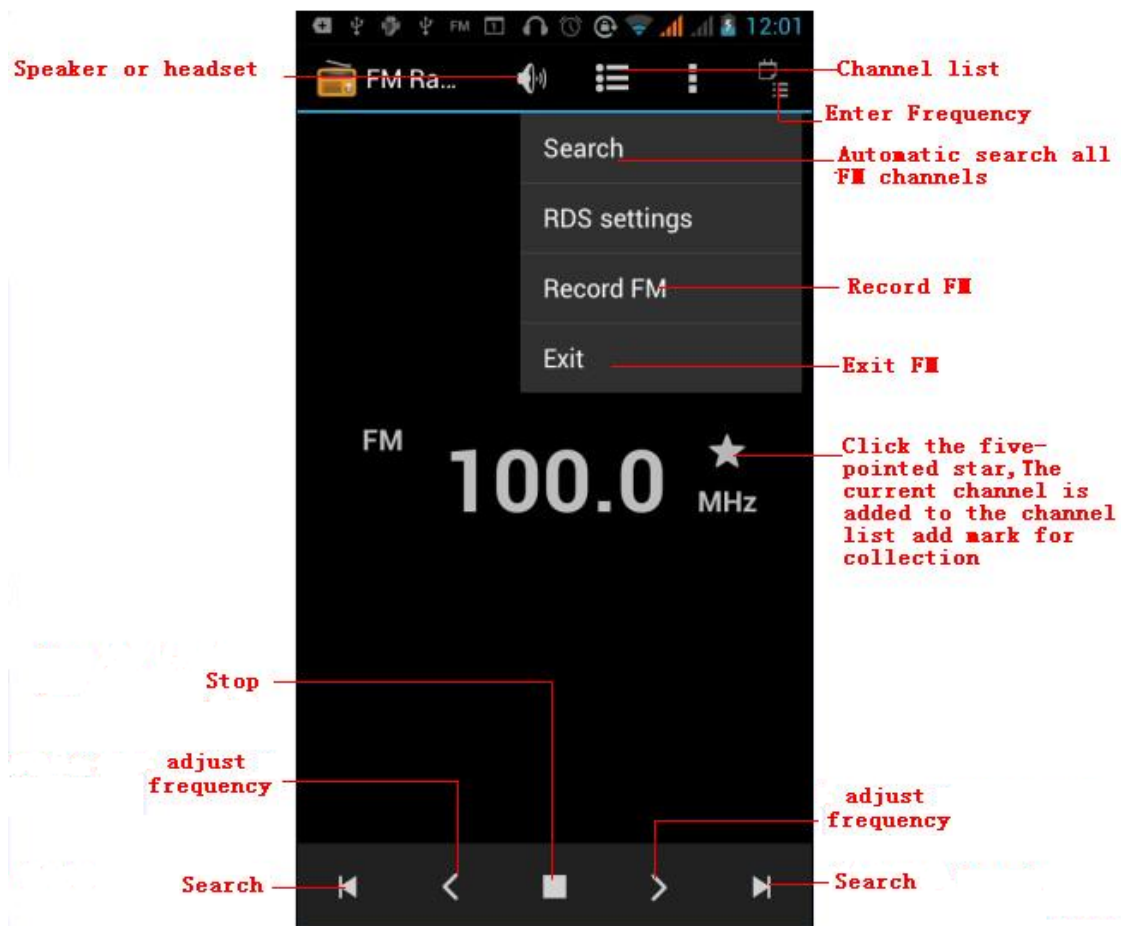 FM 1 12:01
Speaker or headset
FM Ra...
Channel list
Enter Frequency
Search
Automatic search all
FM channels
RDS settings
Record FM
Record FM
Exit
Exit FM
FM
100.0
MHz
Click the five-
pointed star,The
current channel is
added to the channel
list add mark for
collection
Stop
adjust
frequency
adjust
frequency
Search
Search